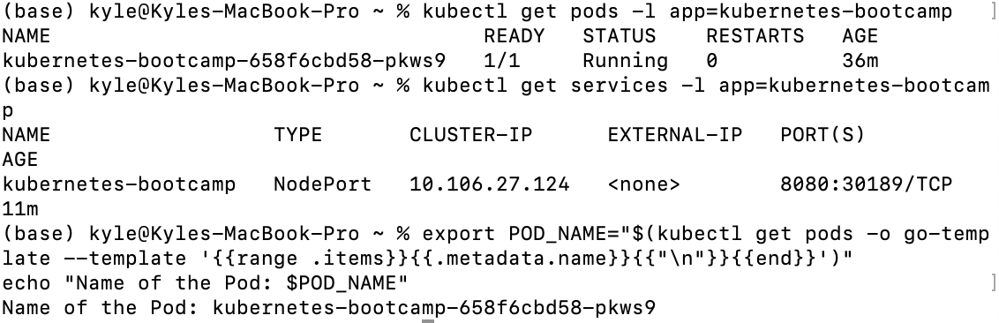 (base) kyle@Kyles-MacBook-Pro ~ % kubectl get pods -l app=kubernetes-bootcamp
NAME READY STATUS RESTARTS AGE
kubernetes-bootcamp-658f6cbd58-pkws9 1/1 Running 0 36m
(base) kyle@Kyles-MacBook-Pro ~ % kubectl get services -l app=kubernetes-bootcam
p
NAME TYPE CLUSTER-IP EXTERNAL-IP PORT(S)
AGE
kubernetes-bootcamp NodePort 10.106.27.124 <none> 8080:30189/TCP
11m
(base) kyle@Kyles-MacBook-Pro ~ % export POD_NAME="$(kubectl get pods -o go-temp
late --template '{{range .items}}{{.metadata.name}}{{"\n"}}{{end}}')"
echo "Name of the Pod: $POD_NAME"
Name of the Pod: kubernetes-bootcamp-658f6cbd58-pkws9